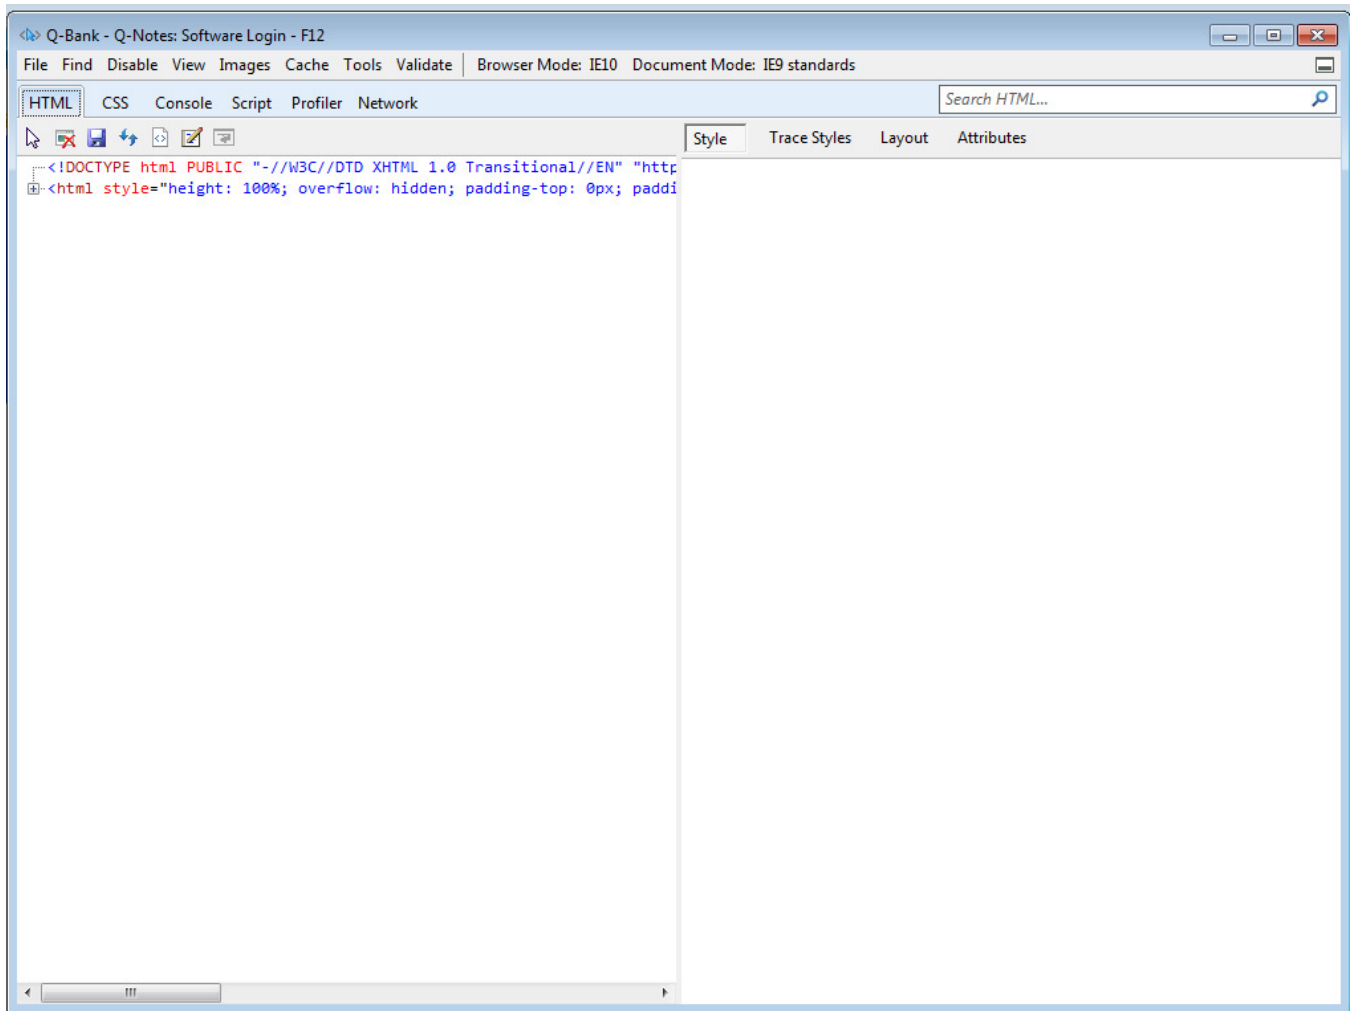 Q-Bank - Q-Notes: Software Login - F12
File Find Disable View Images Cache Tools Validate Browser Mode: IE10 Document Mode: IE9 standards
HTML CSS Console Script Profiler Network Search HTML...
Style Trace Styles Layout Attributes
<!DOCTYPE html PUBLIC "-//W3C//DTD XHTML 1.0 Transitional//EN" "http
<html style="height: 100%; overflow: hidden; padding-top: 0px; paddi